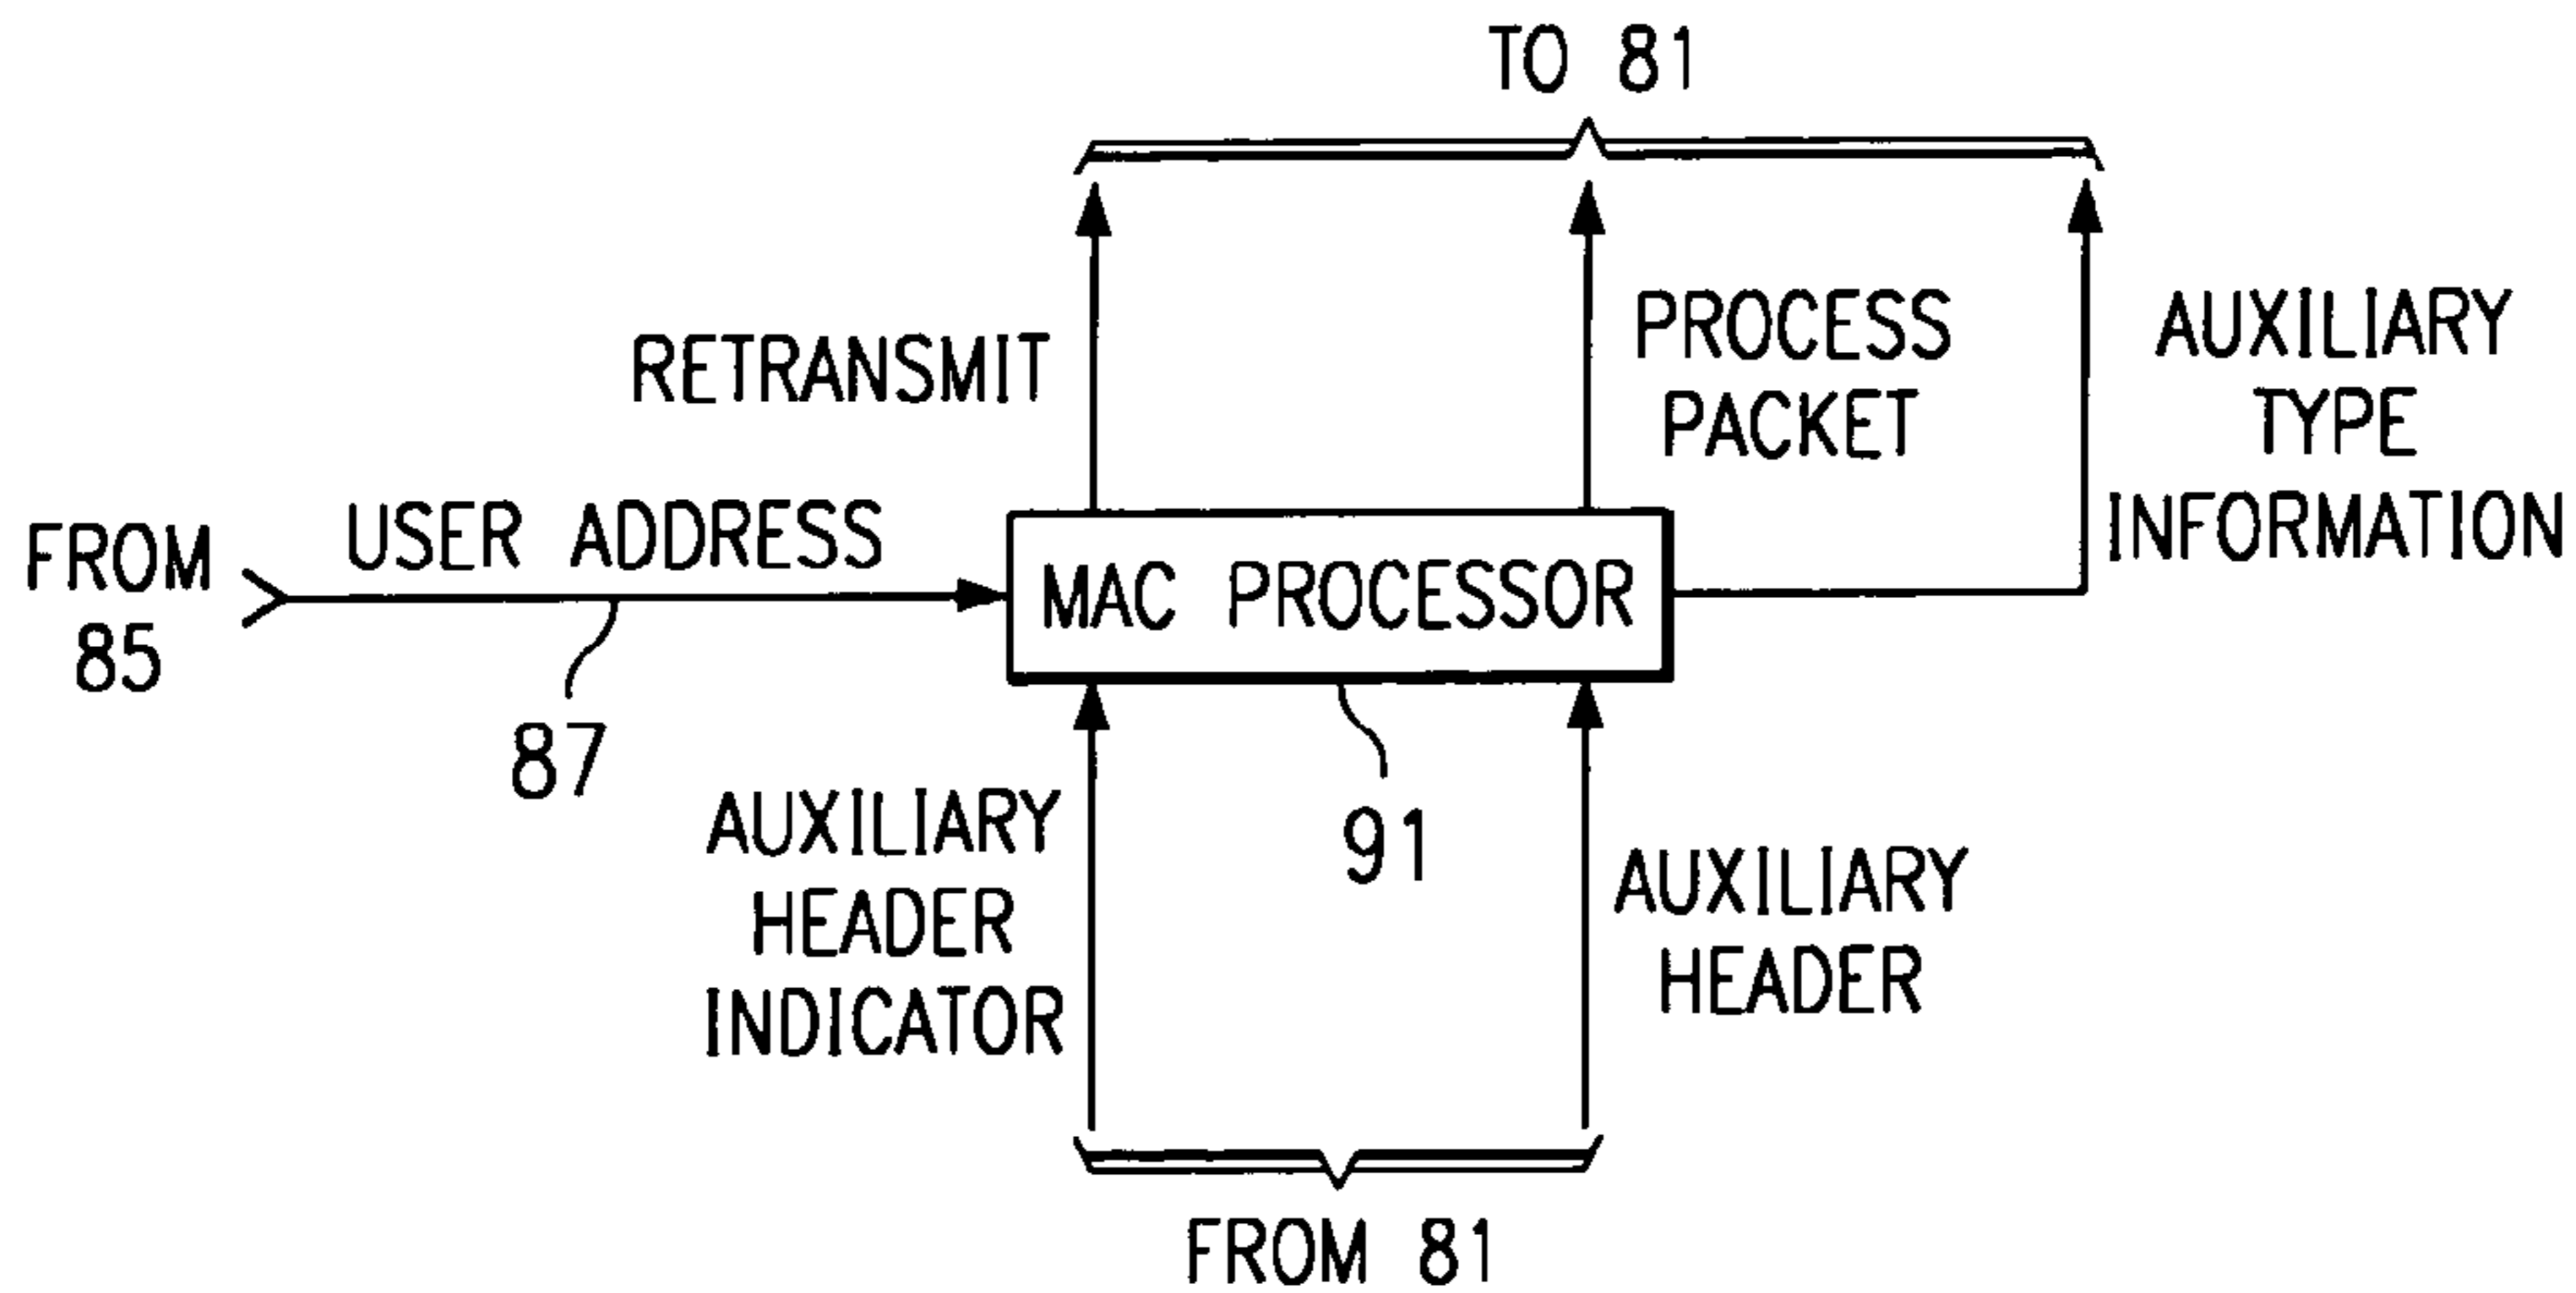 TO 81
RETRANSMIT
PROCESS
PACKET
AUXILIARY
TYPE
INFORMATION
FROM
85
USER ADDRESS
87
MAC PROCESSOR
91
AUXILIARY
HEADER
INDICATOR
AUXILIARY
HEADER
FROM 81